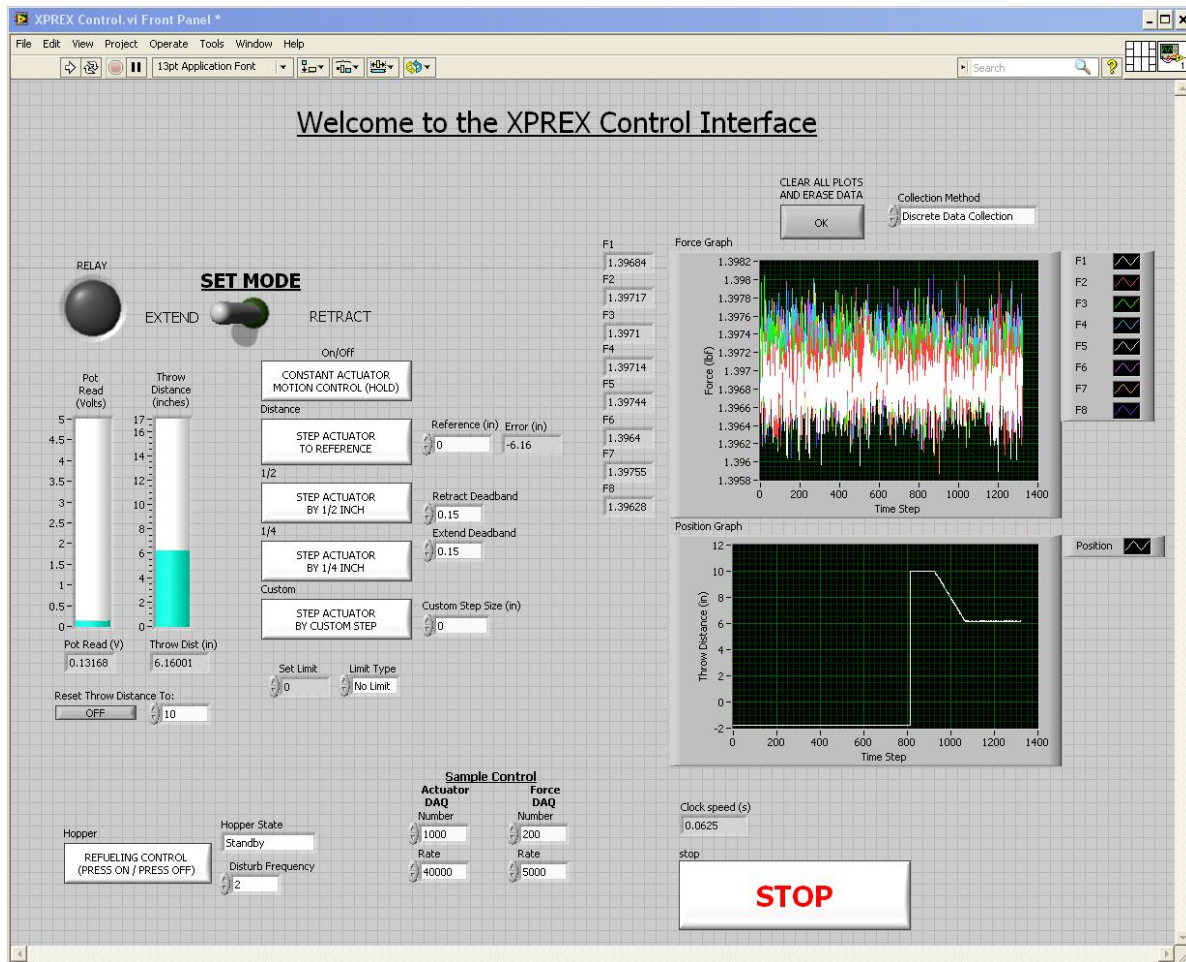 XPREX Control.vi Front Panel *
File Edit View Project Operate Tools Window Help
13pt Application Font
Search
1
Welcome to the XPREX Control Interface
CLEAR ALL PLOTS
AND ERASE DATA
OK
Collection Method
Discrete Data Collection
RELAY
SET MODE
EXTEND
RETRACT
Pot
Read
(Volts)
5
4.5
4
3.5
3
2.5
2
1.5
1
0.5
0
Pot Read (V)
0.13168
Throw
Distance
(inches)
17
16
14
12
10
8
6
4
2
0
Throw Dist (in)
6.16001
Reset Throw Distance To:
OFF
10
On/Off
CONSTANT ACTUATOR
MOTION CONTROL (HOLD)
Distance
STEP ACTUATOR
TO REFERENCE
Reference (in)
0
Error (in)
-6.16
1/2
STEP ACTUATOR
BY 1/2 INCH
Retract Deadband
0.15
Extend Deadband
0.15
1/4
STEP ACTUATOR
BY 1/4 INCH
Custom
STEP ACTUATOR
BY CUSTOM STEP
Custom Step Size (in)
0
Set Limit
0
Limit Type
No Limit
F1
1.39684
F2
1.39717
F3
1.3971
F4
1.39714
F5
1.39744
F6
1.3964
F7
1.39755
F8
1.39628
Force Graph
Force (lbf)
1.3982
1.398
1.3978
1.3976
1.3974
1.3972
1.397
1.3968
1.3966
1.3964
1.3962
1.396
1.3958
0 200 400 600 800 1000 1200 1400
Time Step
F1
F2
F3
F4
F5
F6
F7
F8
Position Graph
Throw Distance (in)
12
10
8
6
4
2
0
-2
0 200 400 600 800 1000 1200 1400
Time Step
Position
Sample Control
Actuator
DAQ
Number
1000
Rate
40000
Force
DAQ
Number
200
Rate
5000
Hopper
REFUELING CONTROL
(PRESS ON / PRESS OFF)
Hopper State
Standby
Disturb Frequency
2
Clock speed (s)
0.0625
stop
STOP